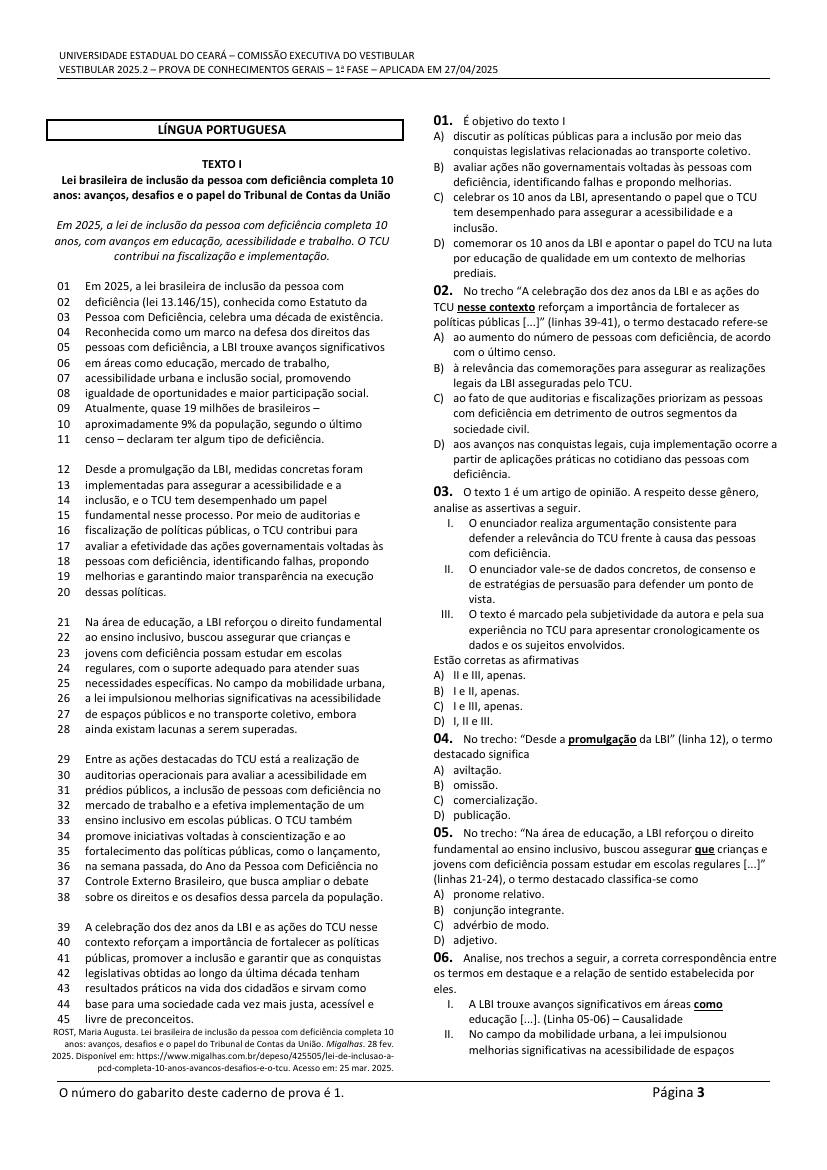 UNIVERSIDADE ESTADUAL DO CEARÁ – COMISSÃO EXECUTIVA DO VESTIBULAR
VESTIBULAR 2025.2 – PROVA DE CONHECIMENTOS GERAIS – 1ª FASE – APLICADA EM 27/04/2025
LÍNGUA PORTUGUESA
TEXTO I
Lei brasileira de inclusão da pessoa com deficiência completa 10
anos: avanços, desafios e o papel do Tribunal de Contas da União
Em 2025, a lei de inclusão da pessoa com deficiência completa 10
anos, com avanços em educação, acessibilidade e trabalho. O TCU
contribui na fiscalização e implementação.
01 Em 2025, a lei brasileira de inclusão da pessoa com
02 deficiência (lei 13.146/15), conhecida como Estatuto da
03 Pessoa com Deficiência, celebra uma década de existência.
04 Reconhecida como um marco na defesa dos direitos das
05 pessoas com deficiência, a LBI trouxe avanços significativos
06 em áreas como educação, mercado de trabalho,
07 acessibilidade urbana e inclusão social, promovendo
08 igualdade de oportunidades e maior participação social.
09 Atualmente, quase 19 milhões de brasileiros –
10 aproximadamente 9% da população, segundo o último
11 censo – declaram ter algum tipo de deficiência.
12 Desde a promulgação da LBI, medidas concretas foram
13 implementadas para assegurar a acessibilidade e a
14 inclusão, e o TCU tem desempenhado um papel
15 fundamental nesse processo. Por meio de auditorias e
16 fiscalização de políticas públicas, o TCU contribui para
17 avaliar a efetividade das ações governamentais voltadas às
18 pessoas com deficiência, identificando falhas, propondo
19 melhorias e garantindo maior transparência na execução
20 dessas políticas.
21 Na área de educação, a LBI reforçou o direito fundamental
22 ao ensino inclusivo, buscou assegurar que crianças e
23 jovens com deficiência possam estudar em escolas
24 regulares, com o suporte adequado para atender suas
25 necessidades específicas. No campo da mobilidade urbana,
26 a lei impulsionou melhorias significativas na acessibilidade
27 de espaços públicos e no transporte coletivo, embora
28 ainda existam lacunas a serem superadas.
29 Entre as ações destacadas do TCU está a realização de
30 auditorias operacionais para avaliar a acessibilidade em
31 prédios públicos, a inclusão de pessoas com deficiência no
32 mercado de trabalho e a efetiva implementação de um
33 ensino inclusivo em escolas públicas. O TCU também
34 promove iniciativas voltadas à conscientização e ao
35 fortalecimento das políticas públicas, como o lançamento,
36 na semana passada, do Ano da Pessoa com Deficiência no
37 Controle Externo Brasileiro, que busca ampliar o debate
38 sobre os direitos e os desafios dessa parcela da população.
39 A celebração dos dez anos da LBI e as ações do TCU nesse
40 contexto reforçam a importância de fortalecer as políticas
41 públicas, promover a inclusão e garantir que as conquistas
42 legislativas obtidas ao longo da última década tenham
43 resultados práticos na vida dos cidadãos e sirvam como
44 base para uma sociedade cada vez mais justa, acessível e
45 livre de preconceitos.
ROST, Maria Augusta. Lei brasileira de inclusão da pessoa com deficiência completa 10
anos: avanços, desafios e o papel do Tribunal de Contas da União. Migalhas. 28 fev.
2025. Disponível em: https://www.migalhas.com.br/depeso/425505/lei-de-inclusao-a-
pcd-completa-10-anos-avancos-desafios-e-o-tcu. Acesso em: 25 mar. 2025.
01. É objetivo do texto I
A) discutir as políticas públicas para a inclusão por meio das
conquistas legislativas relacionadas ao transporte coletivo.
B) avaliar ações não governamentais voltadas às pessoas com
deficiência, identificando falhas e propondo melhorias.
C) celebrar os 10 anos da LBI, apresentando o papel que o TCU
tem desempenhado para assegurar a acessibilidade e a
inclusão.
D) comemorar os 10 anos da LBI e apontar o papel do TCU na luta
por educação de qualidade em um contexto de melhorias
prediais.
02. No trecho “A celebração dos dez anos da LBI e as ações do
TCU nesse contexto reforçam a importância de fortalecer as
políticas públicas [...]” (linhas 39-41), o termo destacado refere-se
A) ao aumento do número de pessoas com deficiência, de acordo
com o último censo.
B) à relevância das comemorações para assegurar as realizações
legais da LBI asseguradas pelo TCU.
C) ao fato de que auditorias e fiscalizações priorizam as pessoas
com deficiência em detrimento de outros segmentos da
sociedade civil.
D) aos avanços nas conquistas legais, cuja implementação ocorre a
partir de aplicações práticas no cotidiano das pessoas com
deficiência.
03. O texto 1 é um artigo de opinião. A respeito desse gênero,
analise as assertivas a seguir.
I. O enunciador realiza argumentação consistente para
defender a relevância do TCU frente à causa das pessoas
com deficiência.
II. O enunciador vale-se de dados concretos, de consenso e
de estratégias de persuasão para defender um ponto de
vista.
III. O texto é marcado pela subjetividade da autora e pela sua
experiência no TCU para apresentar cronologicamente os
dados e os sujeitos envolvidos.
Estão corretas as afirmativas
A) II e III, apenas.
B) I e II, apenas.
C) I e III, apenas.
D) I, II e III.
04. No trecho: “Desde a promulgação da LBI” (linha 12), o termo
destacado significa
A) aviltação.
B) omissão.
C) comercialização.
D) publicação.
05. No trecho: “Na área de educação, a LBI reforçou o direito
fundamental ao ensino inclusivo, buscou assegurar que crianças e
jovens com deficiência possam estudar em escolas regulares [...]”
(linhas 21-24), o termo destacado classifica-se como
A) pronome relativo.
B) conjunção integrante.
C) advérbio de modo.
D) adjetivo.
06. Analise, nos trechos a seguir, a correta correspondência entre
os termos em destaque e a relação de sentido estabelecida por
eles.
I. A LBI trouxe avanços significativos em áreas como
educação [...]. (Linha 05-06) – Causalidade
II. No campo da mobilidade urbana, a lei impulsionou
melhorias significativas na acessibilidade de espaços
O número do gabarito deste caderno de prova é 1.
Página 3